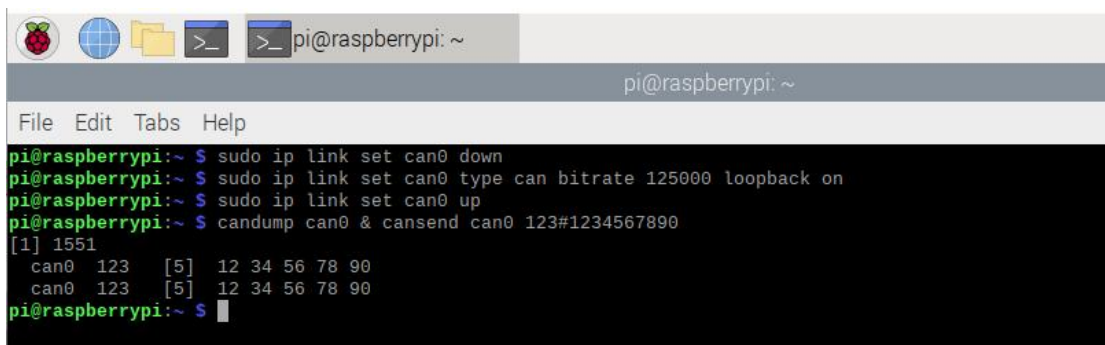 >_ >_ pi@raspberrypi: ~
pi@raspberrypi: ~
File Edit Tabs Help
pi@raspberrypi:~ $ sudo ip link set can0 down
pi@raspberrypi:~ $ sudo ip link set can0 type can bitrate 125000 loopback on
pi@raspberrypi:~ $ sudo ip link set can0 up
pi@raspberrypi:~ $ candump can0 & cansend can0 123#1234567890
[1] 1551
  can0  123   [5]  12 34 56 78 90
  can0  123   [5]  12 34 56 78 90
pi@raspberrypi:~ $